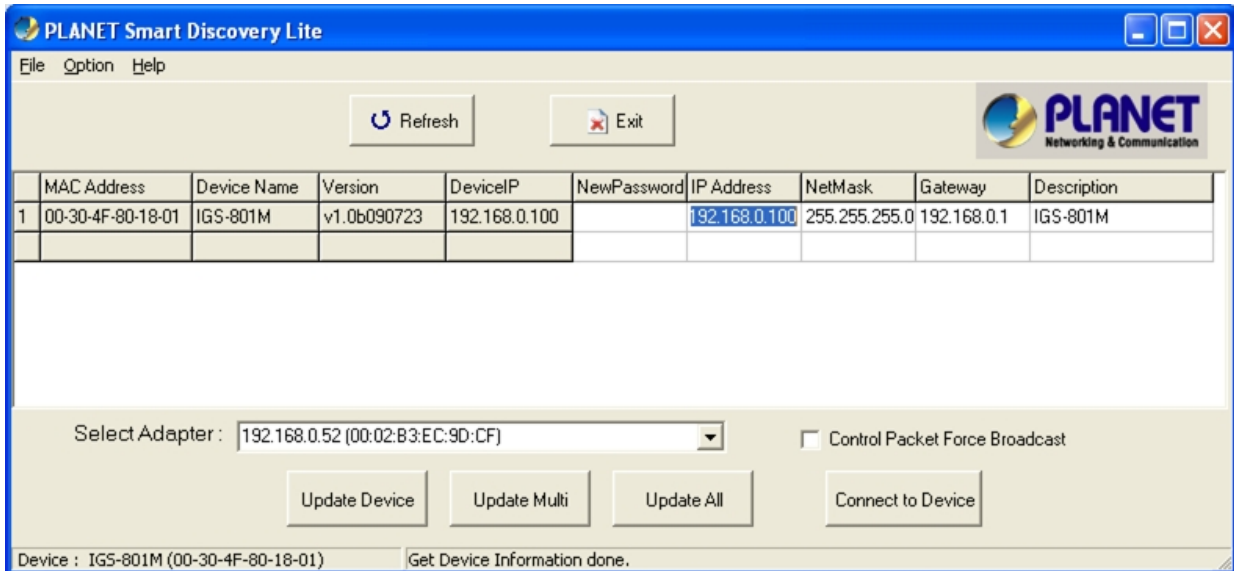 PLANET Smart Discovery Lite
File Option Help
Refresh Exit
PLANET
Networking & Communication
MAC Address Device Name Version DeviceIP NewPassword IP Address NetMask Gateway Description
1 00-30-4F-80-18-01 IGS-801M v1.0b090723 192.168.0.100 192.168.0.100 255.255.255.0 192.168.0.1 IGS-801M
Select Adapter : 192.168.0.52 (00:02:B3:EC:9D:CF) Control Packet Force Broadcast
Update Device Update Multi Update All Connect to Device
Device : IGS-801M (00-30-4F-80-18-01) Get Device Information done.